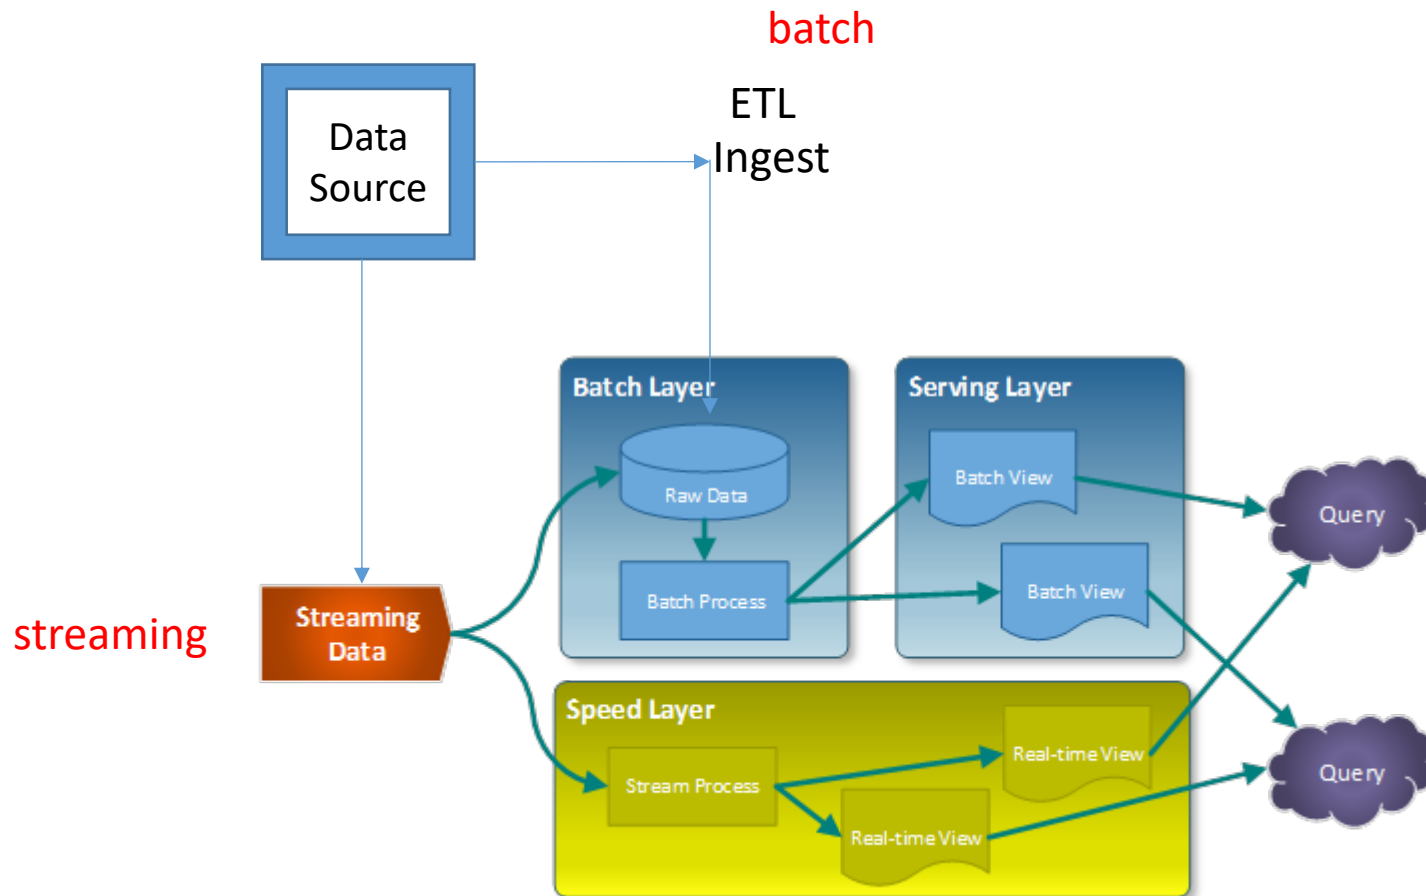 batch
ETL
Ingest
Data
Source
Batch Layer
Serving Layer
Raw Data
Batch View
Query
Batch Process
Batch View
streaming
Streaming
Data
Speed Layer
Stream Process
Real-time View
Real-time View
Query